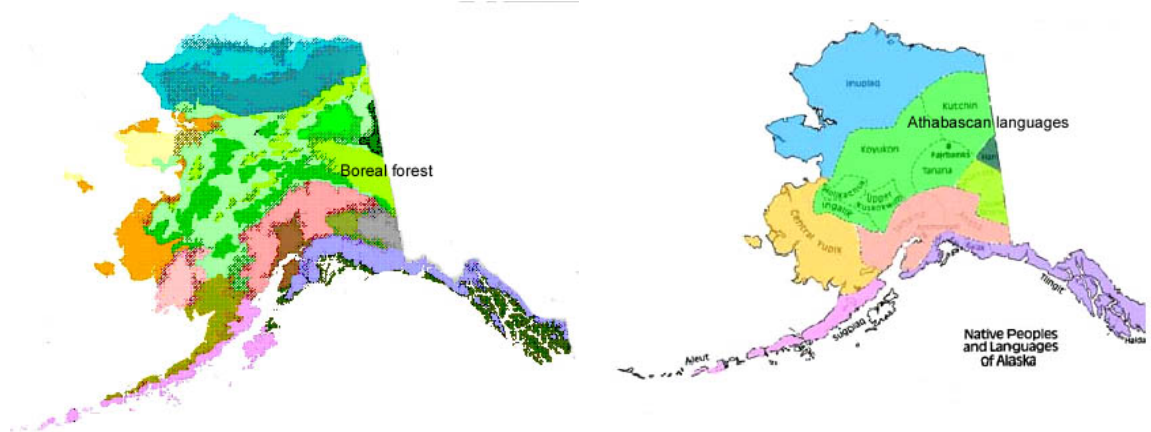 Boreal forest
Inupiaq
Kutchin
Athabascan languages
Koyukon
Fairbanks
Han
Tanana
Holikachuk
Upper
Kuskokwim
Ingalik
Central Yupik
Eyak
Tlingit
Sugpiaq
Aleut
Haida
Native Peoples
and Languages
of Alaska